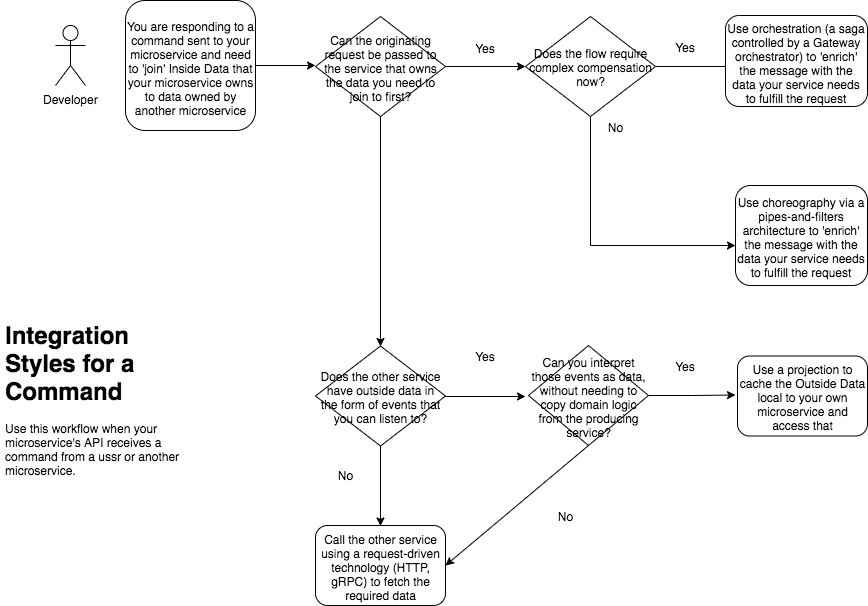 Developer
You are responding to a
command sent to your
microservice and need
to 'join' Inside Data that
your microservice owns
to data owned by
another microservice
Can the originating
request be passed to
the service that owns
the data you need to
join to first?
Yes
Does the flow require
complex compensation
now?
Yes
Use orchestration (a saga
controlled by a Gateway
orchestrator) to 'enrich'
the message with the
data your service needs
to fulfill the request
No
Use choreography via a
pipes-and-filters
architecture to 'enrich'
the message with the
data your service needs
to fulfill the request
Integration
Styles for a
Command
Use this workflow when your
microservice's API receives a
command from a ussr or another
microservice.
Does the other service
have outside data in
the form of events that
you can listen to?
Yes
Can you interpret
those events as data,
without needing to
copy domain logic
from the producing
service?
Yes
Use a projection to
cache the Outside Data
local to your own
microservice and
access that
No
No
Call the other service
using a request-driven
technology (HTTP,
gRPC) to fetch the
required data